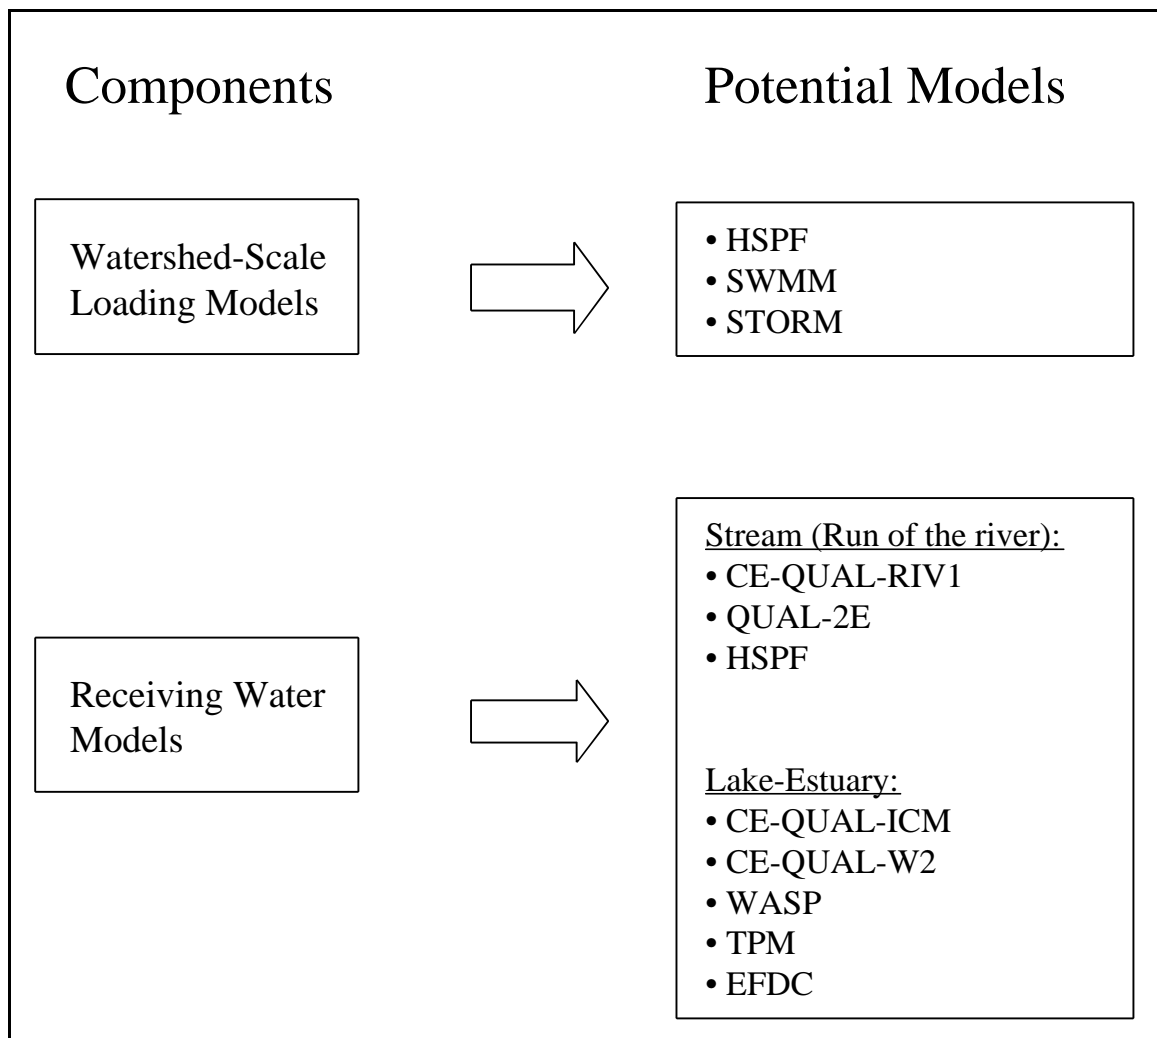 Components
Potential Models
Watershed-Scale
Loading Models
• HSPF
• SWMM
• STORM
Receiving Water
Models
Stream (Run of the river):
• CE-QUAL-RIV1
• QUAL-2E
• HSPF
Lake-Estuary:
• CE-QUAL-ICM
• CE-QUAL-W2
• WASP
• TPM
• EFDC